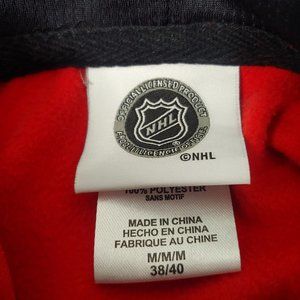 OFFICIAL LICENSED PRODUCT
NHL
©NHL
100% POLYESTER
SANS MOTIF
MADE IN CHINA
HECHO EN CHINA
FABRIQUE AU CHINE
M/M/M
38/40